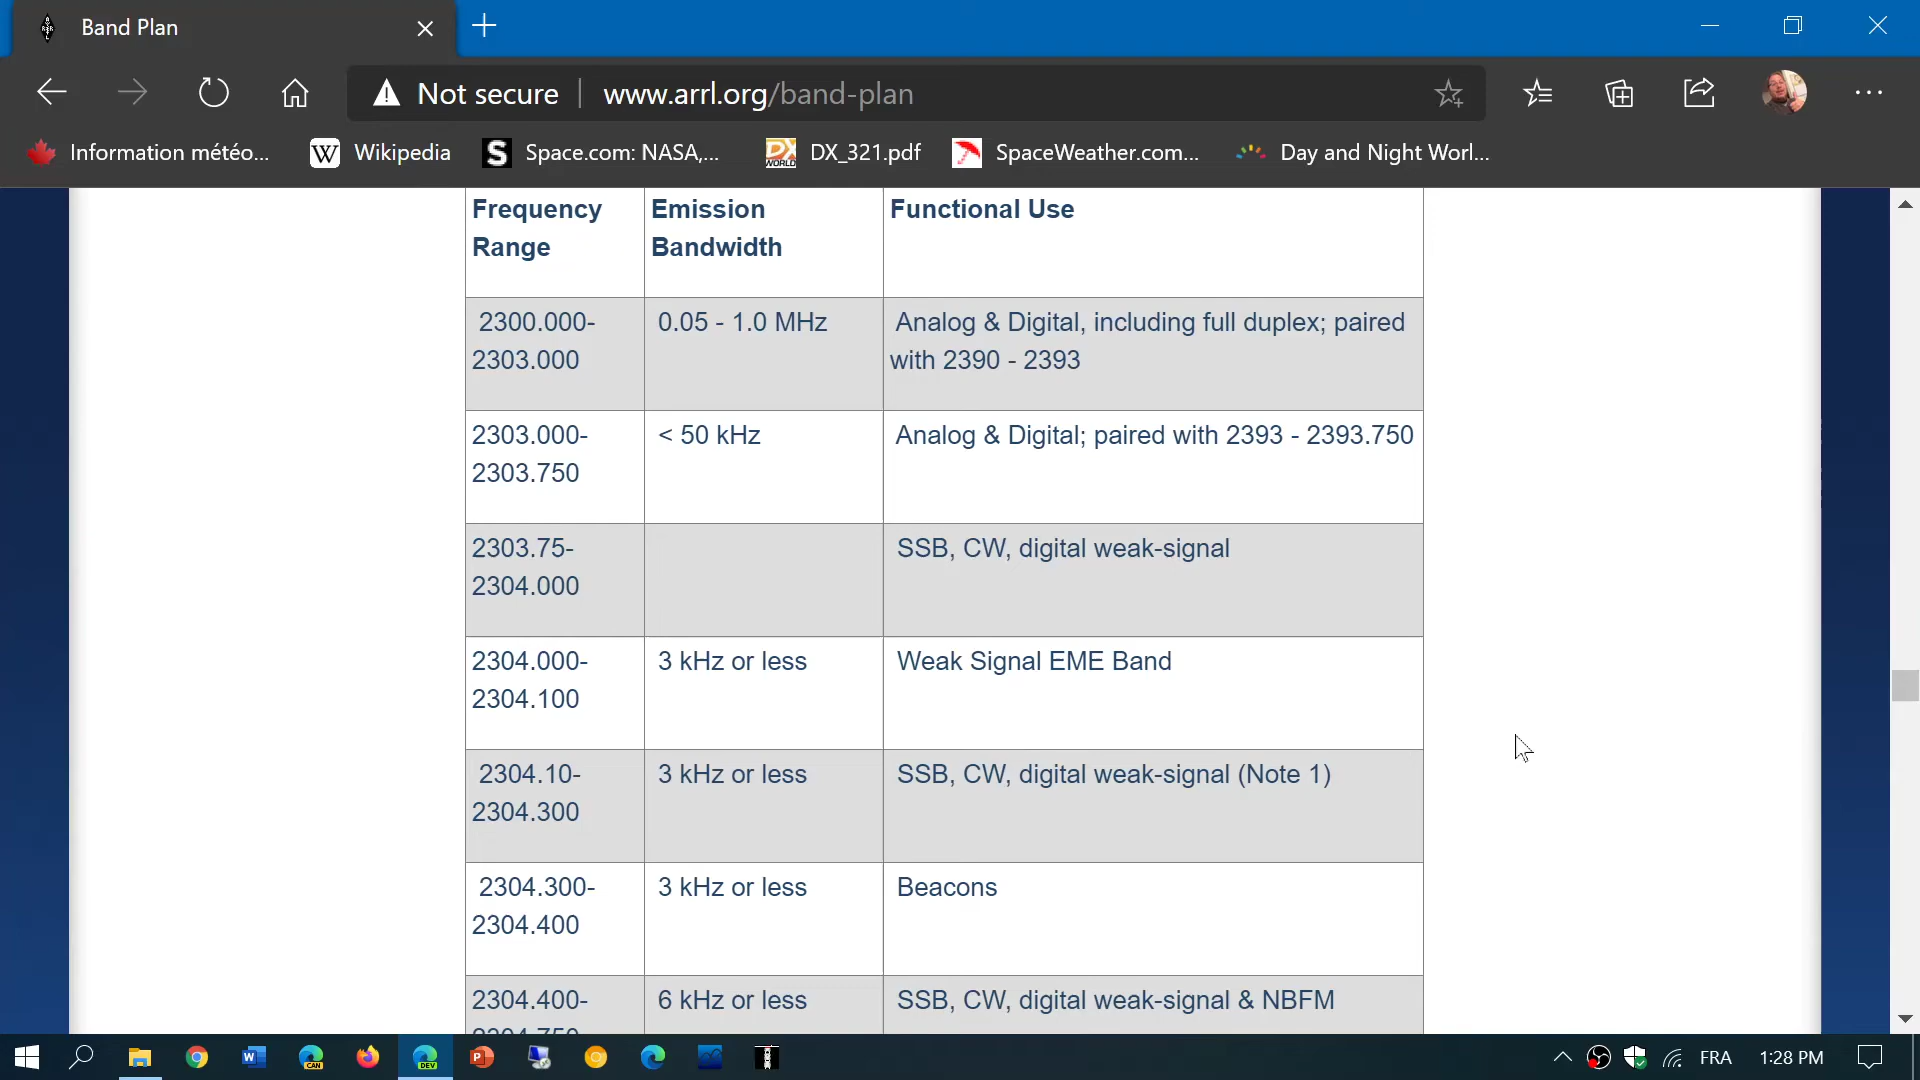 Band Plan
Not secure
www.arrl.org/band-plan
Information météo...
W
Wikipedia
S
Space.com: NASA,...
DX
WORLD
DX_321.pdf
SpaceWeather.com...
Day and Night Worl...
Frequency Range
Emission Bandwidth
Functional Use
2300.000-
2303.000
0.05 - 1.0 MHz
Analog & Digital, including full duplex; paired
with 2390 - 2393
2303.000-
2303.750
< 50 kHz
Analog & Digital; paired with 2393 - 2393.750
2303.75-
2304.000
SSB, CW, digital weak-signal
2304.000-
2304.100
3 kHz or less
Weak Signal EME Band
2304.10-
2304.300
3 kHz or less
SSB, CW, digital weak-signal (Note 1)
2304.300-
2304.400
3 kHz or less
Beacons
2304.400-
2304.750
6 kHz or less
SSB, CW, digital weak-signal & NBFM
W
CAN
DEV
P
FRA
1:28 PM